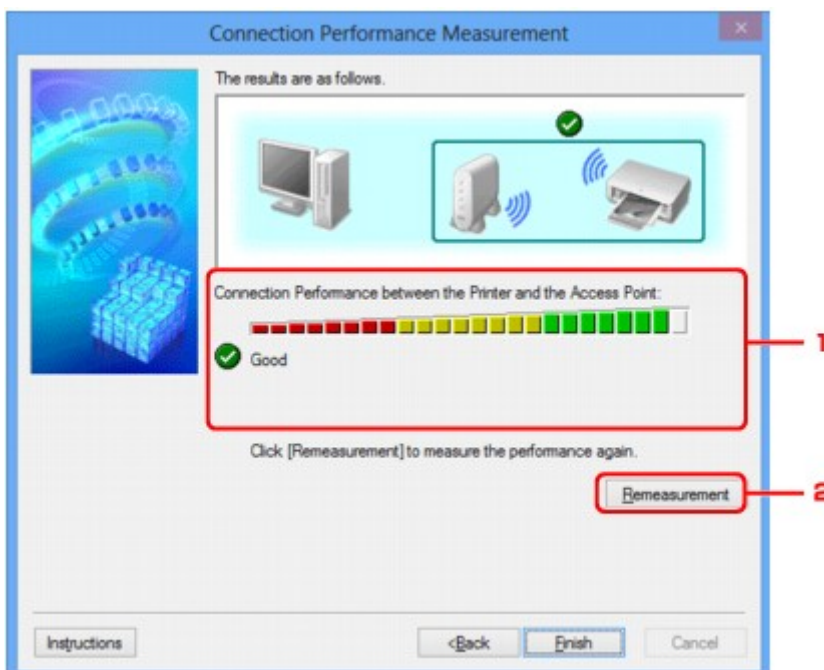 Connection Performance Measurement
The results are as follows.
Connection Performance between the Printer and the Access Point:
Good
1
Click [Remeasurement] to measure the performance again.
Remeasurement
2
Instructions
<Back
Finish
Cancel